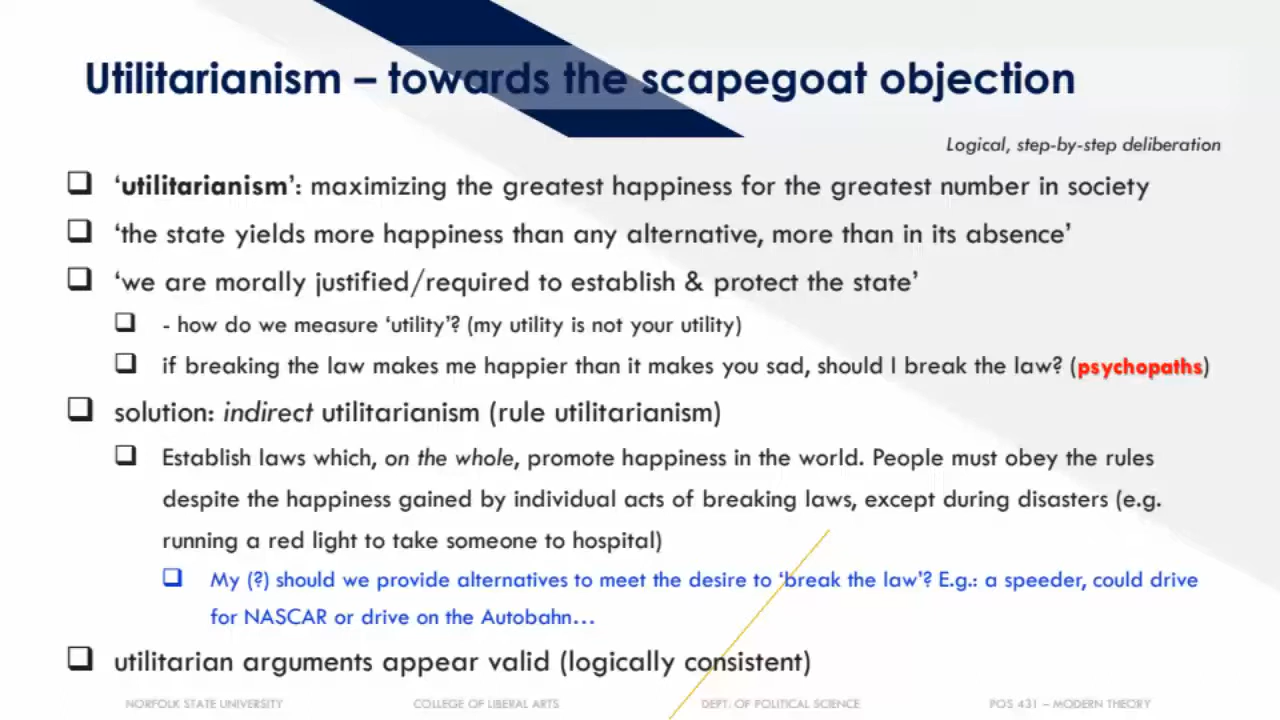 Utilitarianism – towards the scapegoat objection
Logical, step-by-step deliberation
‘utilitarianism’: maximizing the greatest happiness for the greatest number in society
‘the state yields more happiness than any alternative, more than in its absence’
‘we are morally justified/required to establish & protect the state’
- how do we measure ‘utility’? (my utility is not your utility)
if breaking the law makes me happier than it makes you sad, should I break the law? (psychopaths)
solution: indirect utilitarianism (rule utilitarianism)
Establish laws which, on the whole, promote happiness in the world. People must obey the rules
despite the happiness gained by individual acts of breaking laws, except during disasters (e.g.
running a red light to take someone to hospital)
My (?) should we provide alternatives to meet the desire to ‘break the law’? E.g.: a speeder, could drive
for NASCAR or drive on the Autobahn…
utilitarian arguments appear valid (logically consistent)
NORFOLK STATE UNIVERSITY COLLEGE OF LIBERAL ARTS DEPT. OF POLITICAL SCIENCE POS 431 – MODERN THEORY